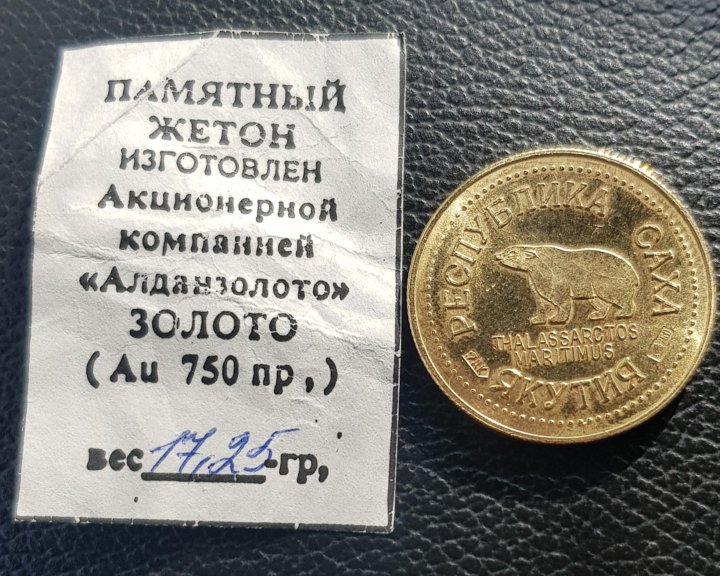 ПАМЯТНЫЙ
ЖЕТОН
ИЗГОТОВЛЕН
Акционерной
компанией
«Алданзолото»
ЗОЛОТО
(Au 750 пр,)
вес 17,25-гр,
РЕСПУБЛИКА САХА
THALASSARCTOS
MARITIMUS
ЯКУТИЯ